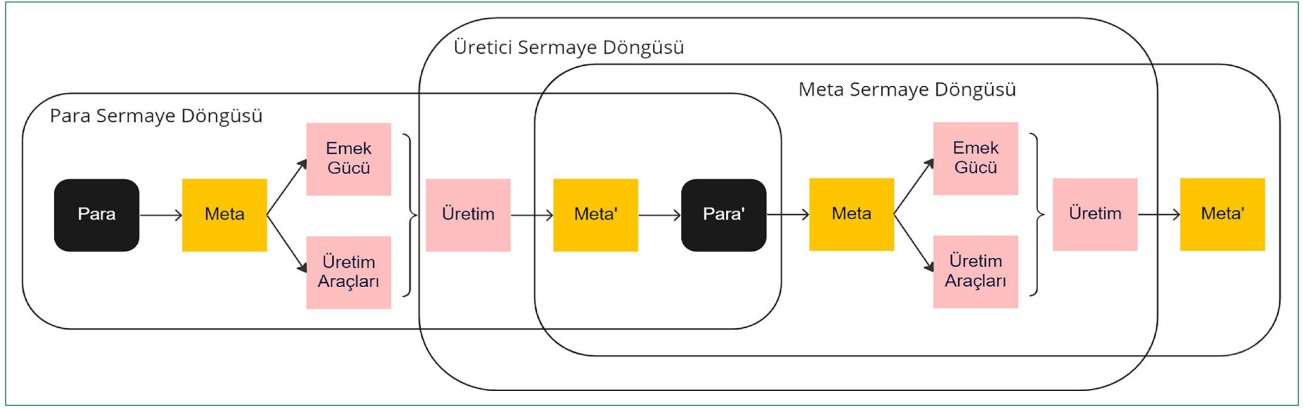 Üretici Sermaye Döngüsü
Meta Sermaye Döngüsü
Para Sermaye Döngüsü
Para
Meta
Emek
Gücü
Üretim
Araçları
Üretim
Meta'
Para'
Meta
Emek
Gücü
Üretim
Araçları
Üretim
Meta'